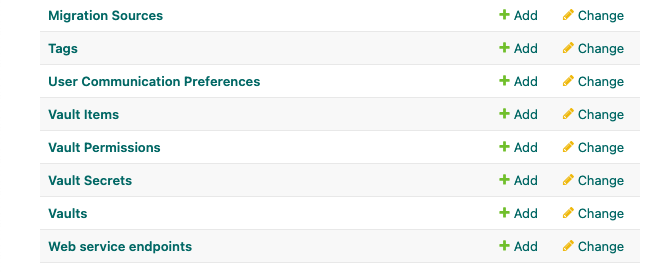 Migration Sources Add Change
Tags Add Change
User Communication Preferences Add Change
Vault Items Add Change
Vault Permissions Add Change
Vault Secrets Add Change
Vaults Add Change
Web service endpoints Add Change